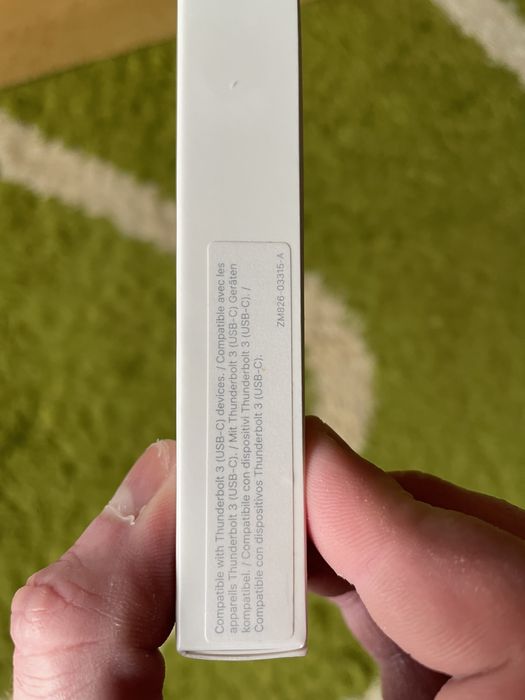 Compatible with Thunderbolt 3 (USB-C) devices. / Compatible avec les
appareils Thunderbolt 3 (USB-C). / Mit Thunderbolt 3 (USB-C) Geräten
kompatibel. / Compatibile con dispositivi Thunderbolt 3 (USB-C). /
Compatible con dispositivos Thunderbolt 3 (USB-C).
ZM826-03315-A